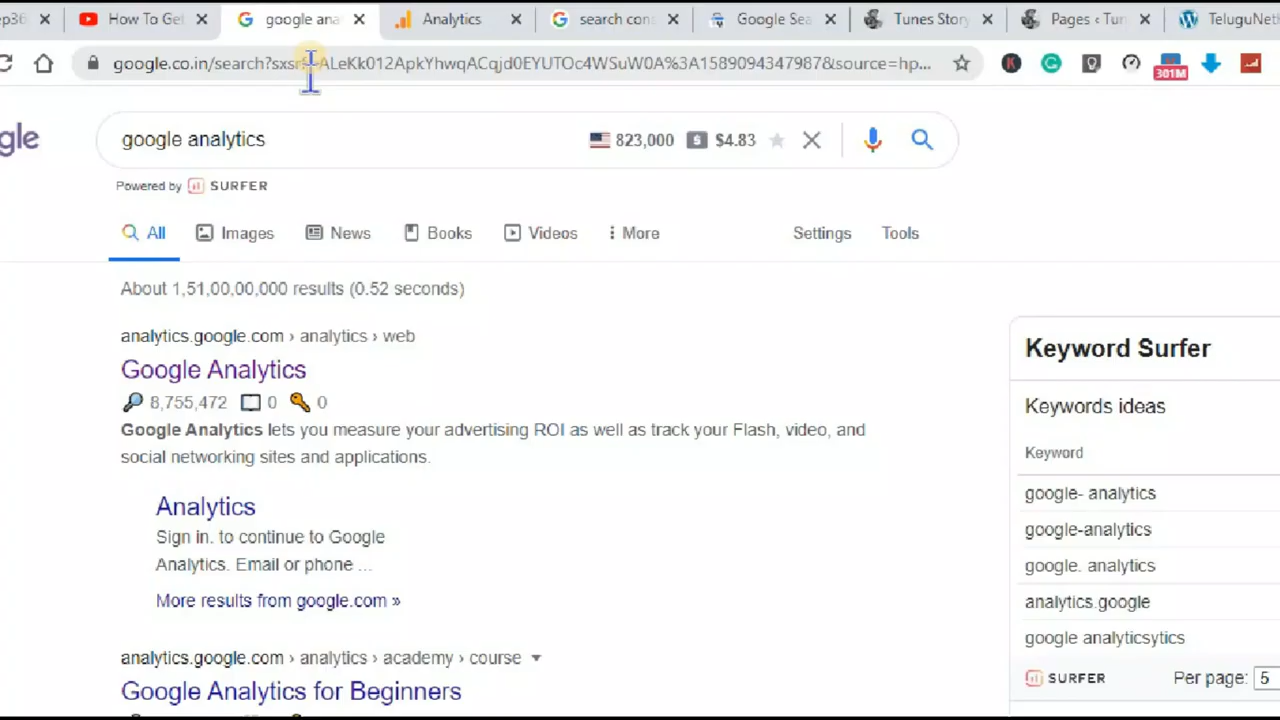 How To Get
google ana
Analytics
search con
Google Sea
Tunes Story
Pages ‹ Tun
TeluguNet
google.co.in/search?sxsrf=ALeKk012ApkYhwqACqjd0EYUTOc4WSuW0A%3A1589094347987&source=hp...
301M
gle
google analytics
823,000
$4.83
Powered by SURFER
All
Images
News
Books
Videos
More
Settings
Tools
About 1,51,00,00,000 results (0.52 seconds)
analytics.google.com › analytics › web
Google Analytics
8,755,472 0 0
Google Analytics lets you measure your advertising ROI as well as track your Flash, video, and
social networking sites and applications.
Analytics
Sign in. to continue to Google
Analytics. Email or phone ...
More results from google.com »
analytics.google.com › analytics › academy › course
Google Analytics for Beginners
Keyword Surfer
Keywords ideas
Keyword
google- analytics
google-analytics
google. analytics
analytics.google
google analyticsytics
SURFER
Per page: 5